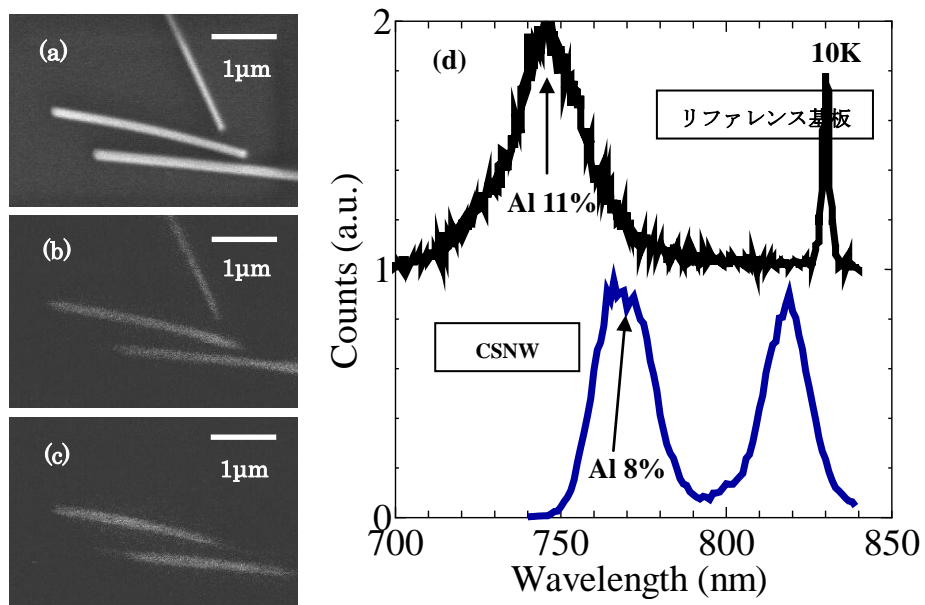 (a)
1μm
(b)
1μm
(c)
1μm
2
(d)
10K
リファレンス基板
Al 11%
1
Counts (a.u.)
CSNW
Al 8%
0
700
750
800
850
Wavelength (nm)